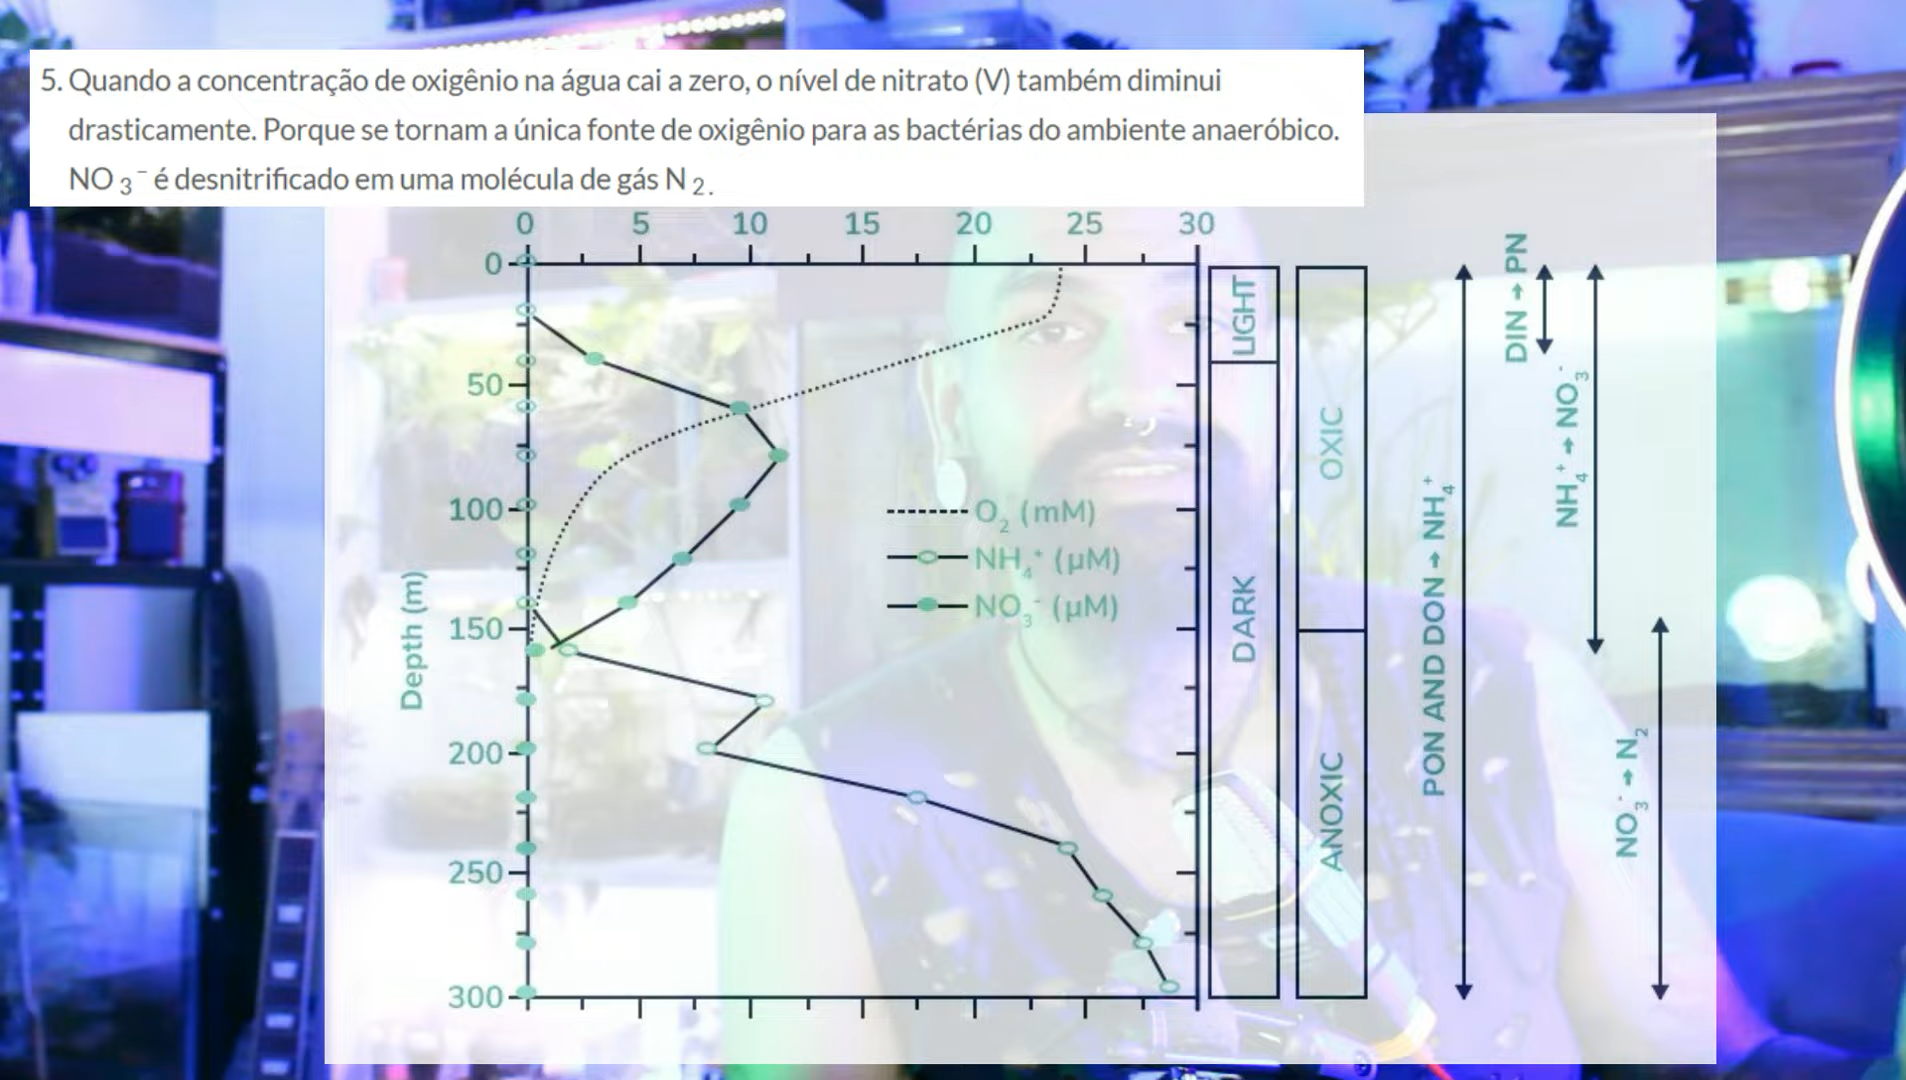 5. Quando a concentração de oxigênio na água cai a zero, o nível de nitrato (V) também diminui
drasticamente. Porque se tornam a única fonte de oxigênio para as bactérias do ambiente anaeróbico.
NO 3 ⁻ é desnitrificado em uma molécula de gás N 2 .
0 5 10 15 20 25 30
0
50
100
150
200
250
300
Depth (m)
O₂ (mM)
NH₄⁺ (µM)
NO₃⁻ (µM)
LIGHT
DARK
OXIC
ANOXIC
PON AND DON → NH₄⁺
DIN → PN
NH₄⁺ → NO₃⁻
NO₃⁻ → N₂